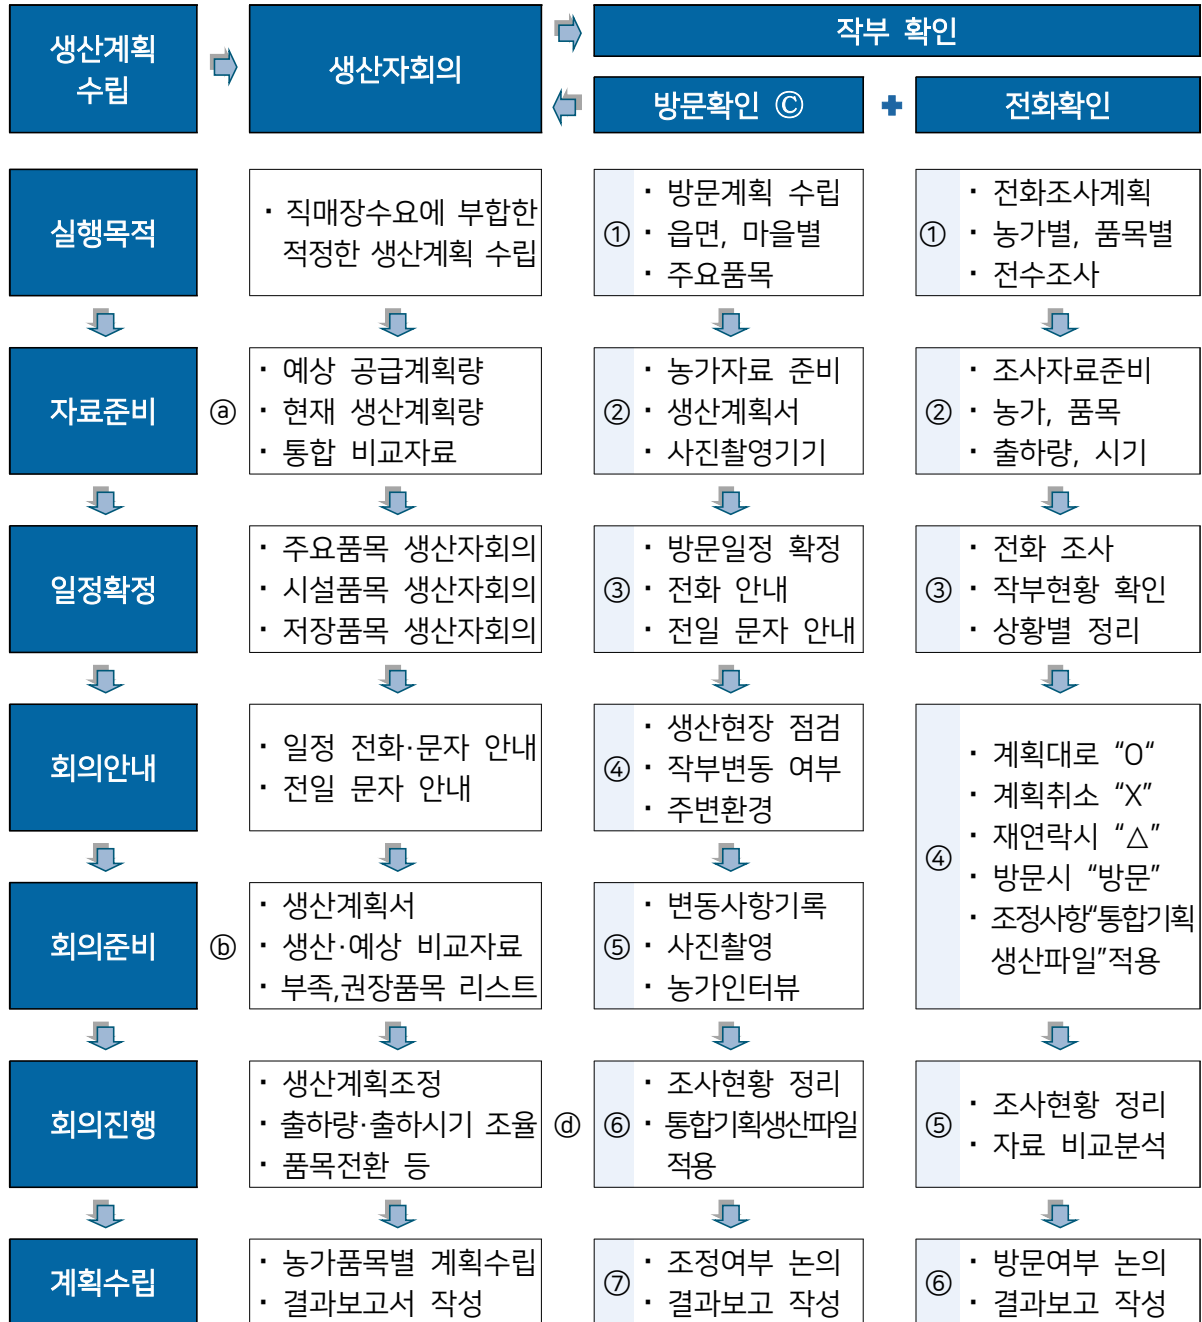 생산계획
수립
생산자회의
작부 확인
방문확인 ⓒ
전화확인
실행목적
· 직매장수요에 부합한
적정한 생산계획 수립
①
· 방문계획 수립
· 읍면, 마을별
· 주요품목
①
· 전화조사계획
· 농가별, 품목별
· 전수조사
자료준비
ⓐ
· 예상 공급계획량
· 현재 생산계획량
· 통합 비교자료
②
· 농가자료 준비
· 생산계획서
· 사진촬영기기
②
· 조사자료준비
· 농가, 품목
· 출하량, 시기
일정확정
· 주요품목 생산자회의
· 시설품목 생산자회의
· 저장품목 생산자회의
③
· 방문일정 확정
· 전화 안내
· 전일 문자 안내
③
· 전화 조사
· 작부현황 확인
· 상황별 정리
회의안내
· 일정 전화·문자 안내
· 전일 문자 안내
④
· 생산현장 점검
· 작부변동 여부
· 주변환경
④
· 계획대로 “O“
· 계획취소 “X”
· 재연락시 “△”
· 방문시 “방문”
· 조정사항“통합기획
생산파일”적용
회의준비
ⓑ
· 생산계획서
· 생산·예상 비교자료
· 부족,권장품목 리스트
⑤
· 변동사항기록
· 사진촬영
· 농가인터뷰
회의진행
· 생산계획조정
· 출하량·출하시기 조율
· 품목전환 등
ⓓ
⑥
· 조사현황 정리
· 통합기획생산파일
적용
⑤
· 조사현황 정리
· 자료 비교분석
계획수립
· 농가품목별 계획수립
· 결과보고서 작성
⑦
· 조정여부 논의
· 결과보고 작성
⑥
· 방문여부 논의
· 결과보고 작성